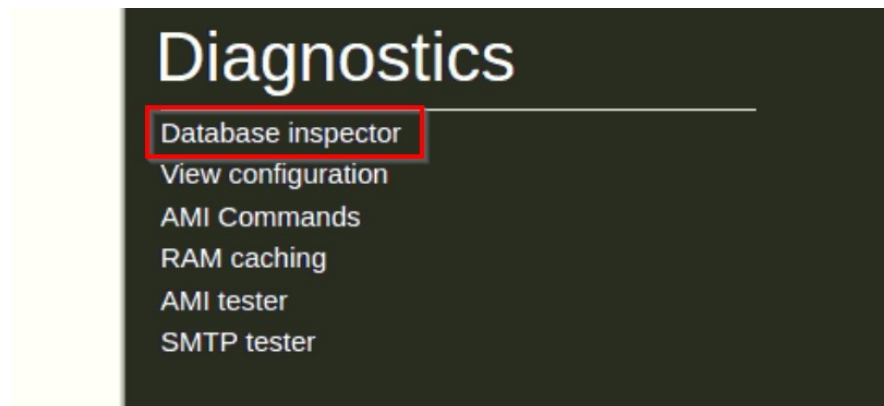 Diagnostics
Database inspector
View configuration
AMI Commands
RAM caching
AMI tester
SMTP tester